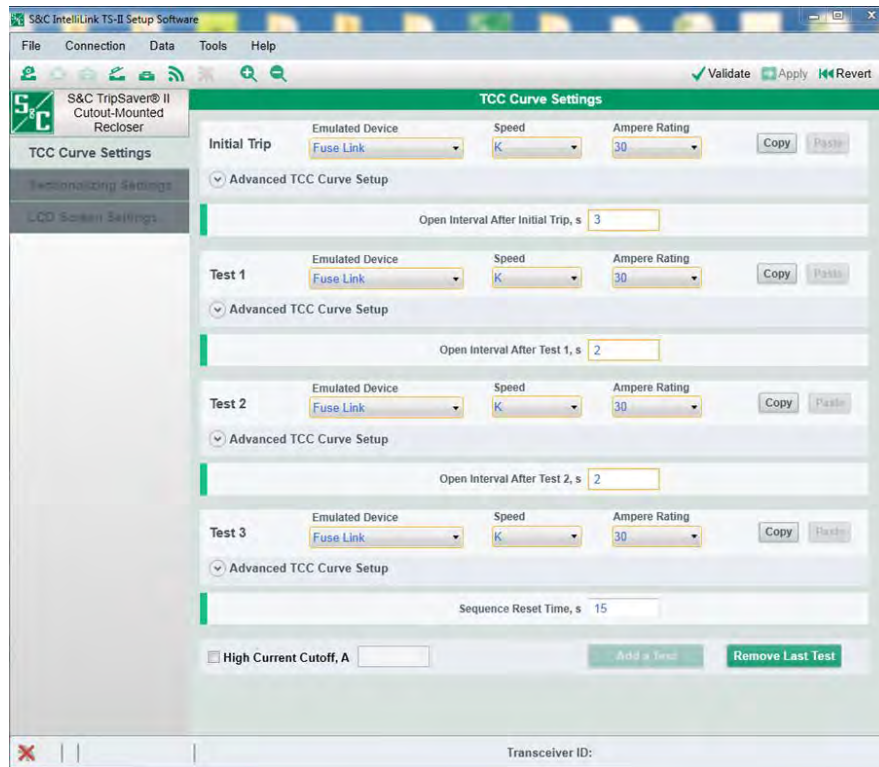 S&C IntelliLink TS-II Setup Software
File Connection Data Tools Help
Validate Apply Revert
S&C
S&C TripSaver® II
Cutout-Mounted
Recloser
TCC Curve Settings
Sectionalizing Settings
LCD Screen Settings
TCC Curve Settings
Emulated Device Speed Ampere Rating
Initial Trip Fuse Link K 30 Copy Paste
Advanced TCC Curve Setup
Open Interval After Initial Trip, s 3
Emulated Device Speed Ampere Rating
Test 1 Fuse Link K 30 Copy Paste
Advanced TCC Curve Setup
Open Interval After Test 1, s 2
Emulated Device Speed Ampere Rating
Test 2 Fuse Link K 30 Copy Paste
Advanced TCC Curve Setup
Open Interval After Test 2, s 2
Emulated Device Speed Ampere Rating
Test 3 Fuse Link K 30 Copy Paste
Advanced TCC Curve Setup
Sequence Reset Time, s 15
High Current Cutoff, A Add a Test Remove Last Test
Transceiver ID: